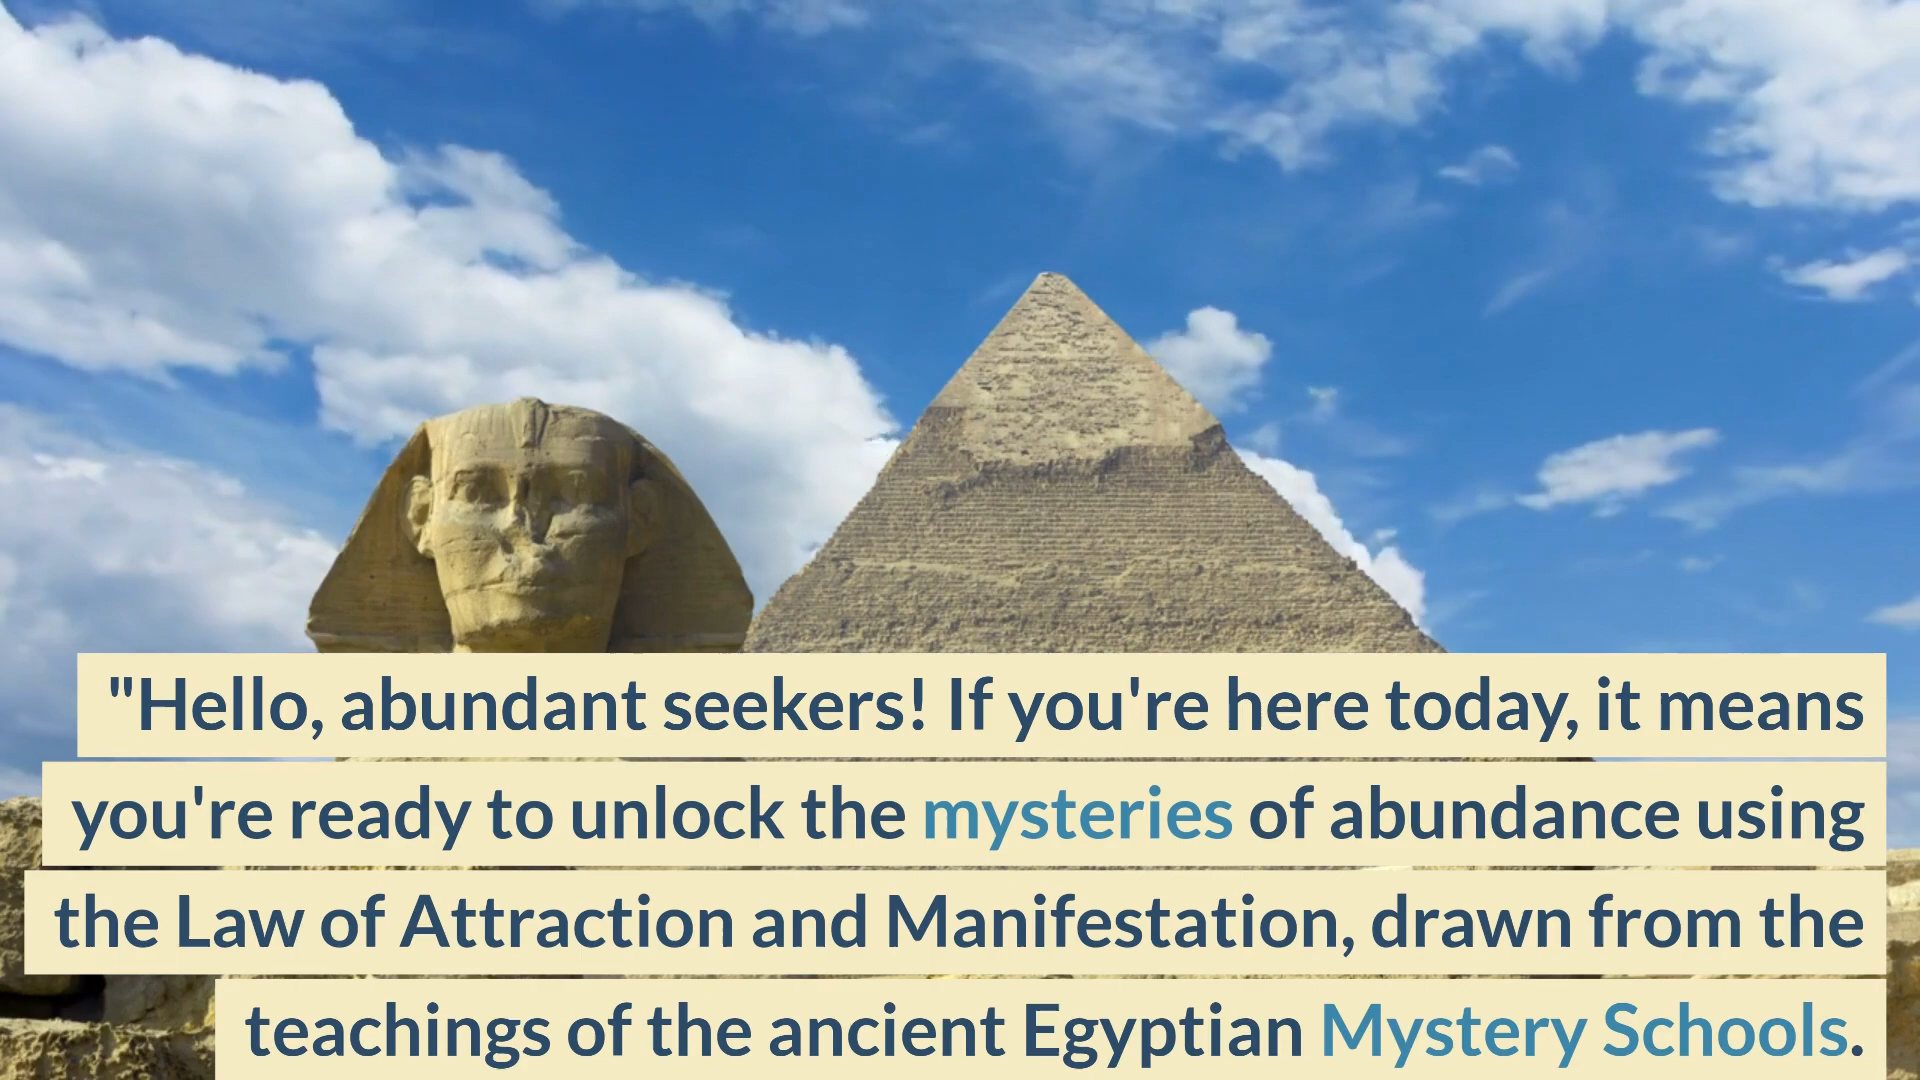 "Hello, abundant seekers! If you're here today, it means
you're ready to unlock the mysteries of abundance using
the Law of Attraction and Manifestation, drawn from the
teachings of the ancient Egyptian Mystery Schools.